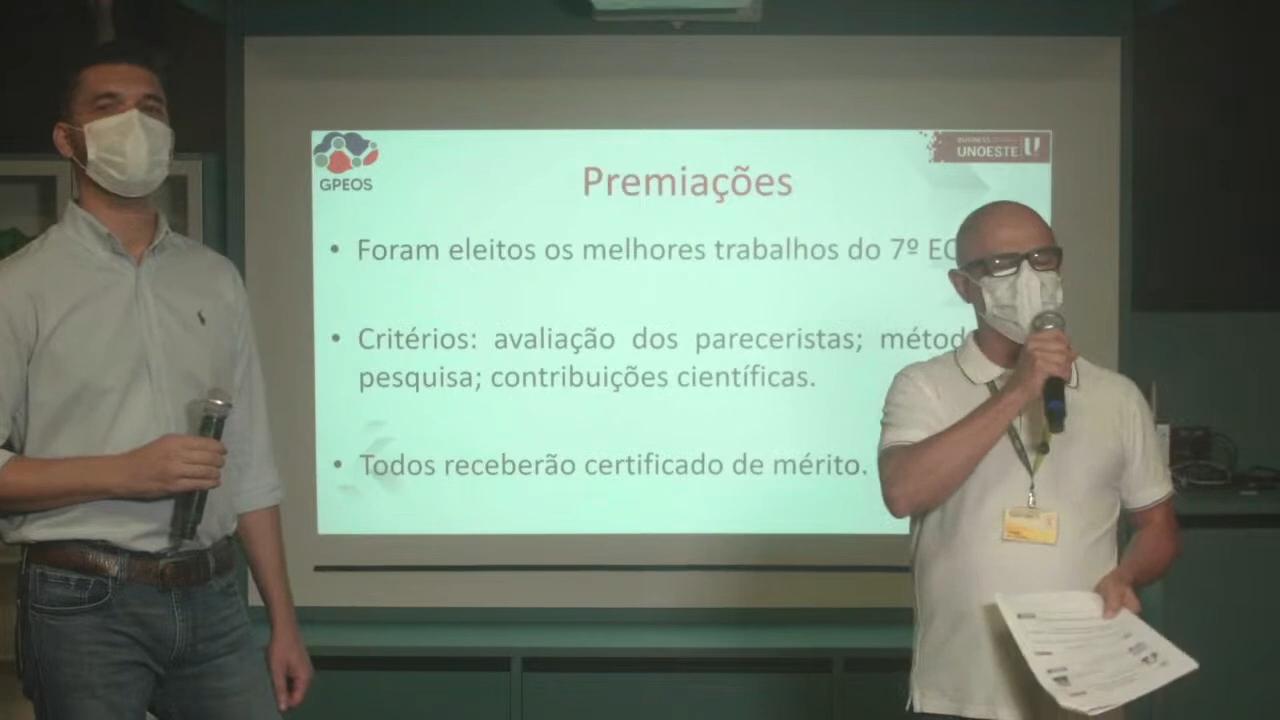 GPEOS
BUSINESS
UNOESTE
Premiações
• Foram eleitos os melhores trabalhos do 7º
• Critérios: avaliação dos pareceristas;
pesquisa; contribuições científicas.
• Todos receberão certificado de mérito.